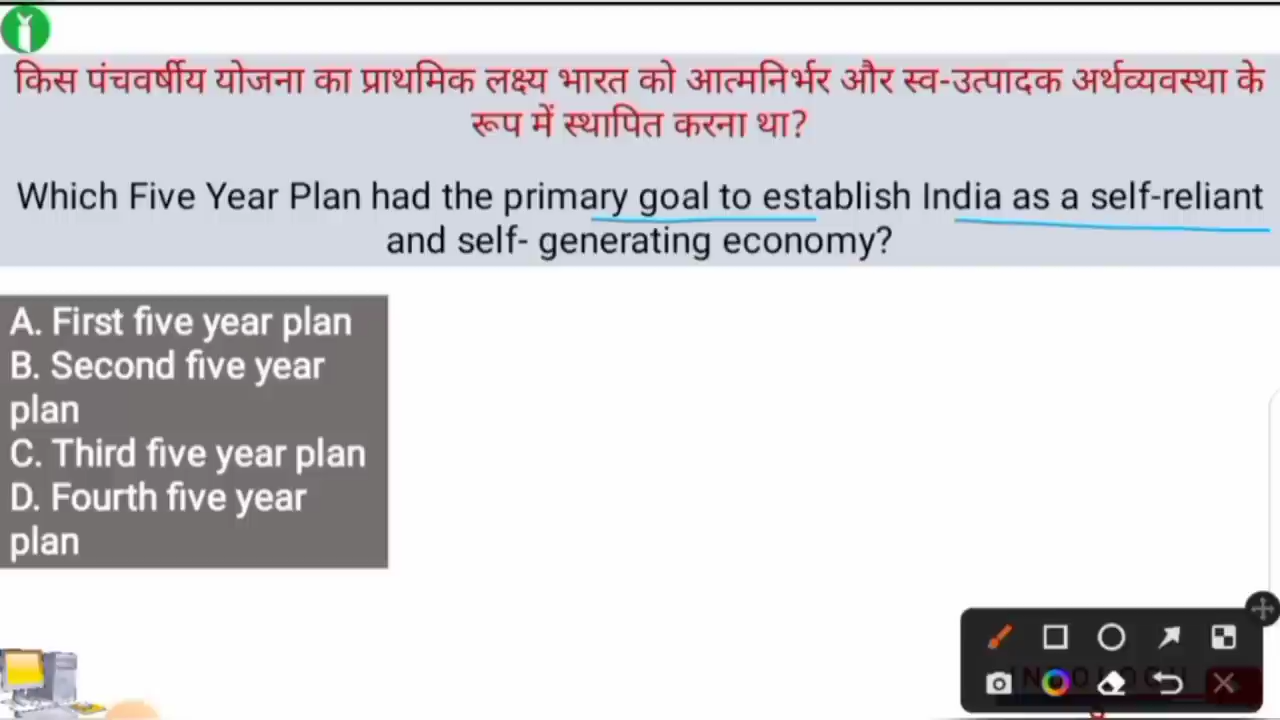 किस पंचवर्षीय योजना का प्राथमिक लक्ष्य भारत को आत्मनिर्भर और स्व-उत्पादक अर्थव्यवस्था के
रूप में स्थापित करना था?
Which Five Year Plan had the primary goal to establish India as a self-reliant
and self- generating economy?
A. First five year plan
B. Second five year
plan
C. Third five year plan
D. Fourth five year
plan